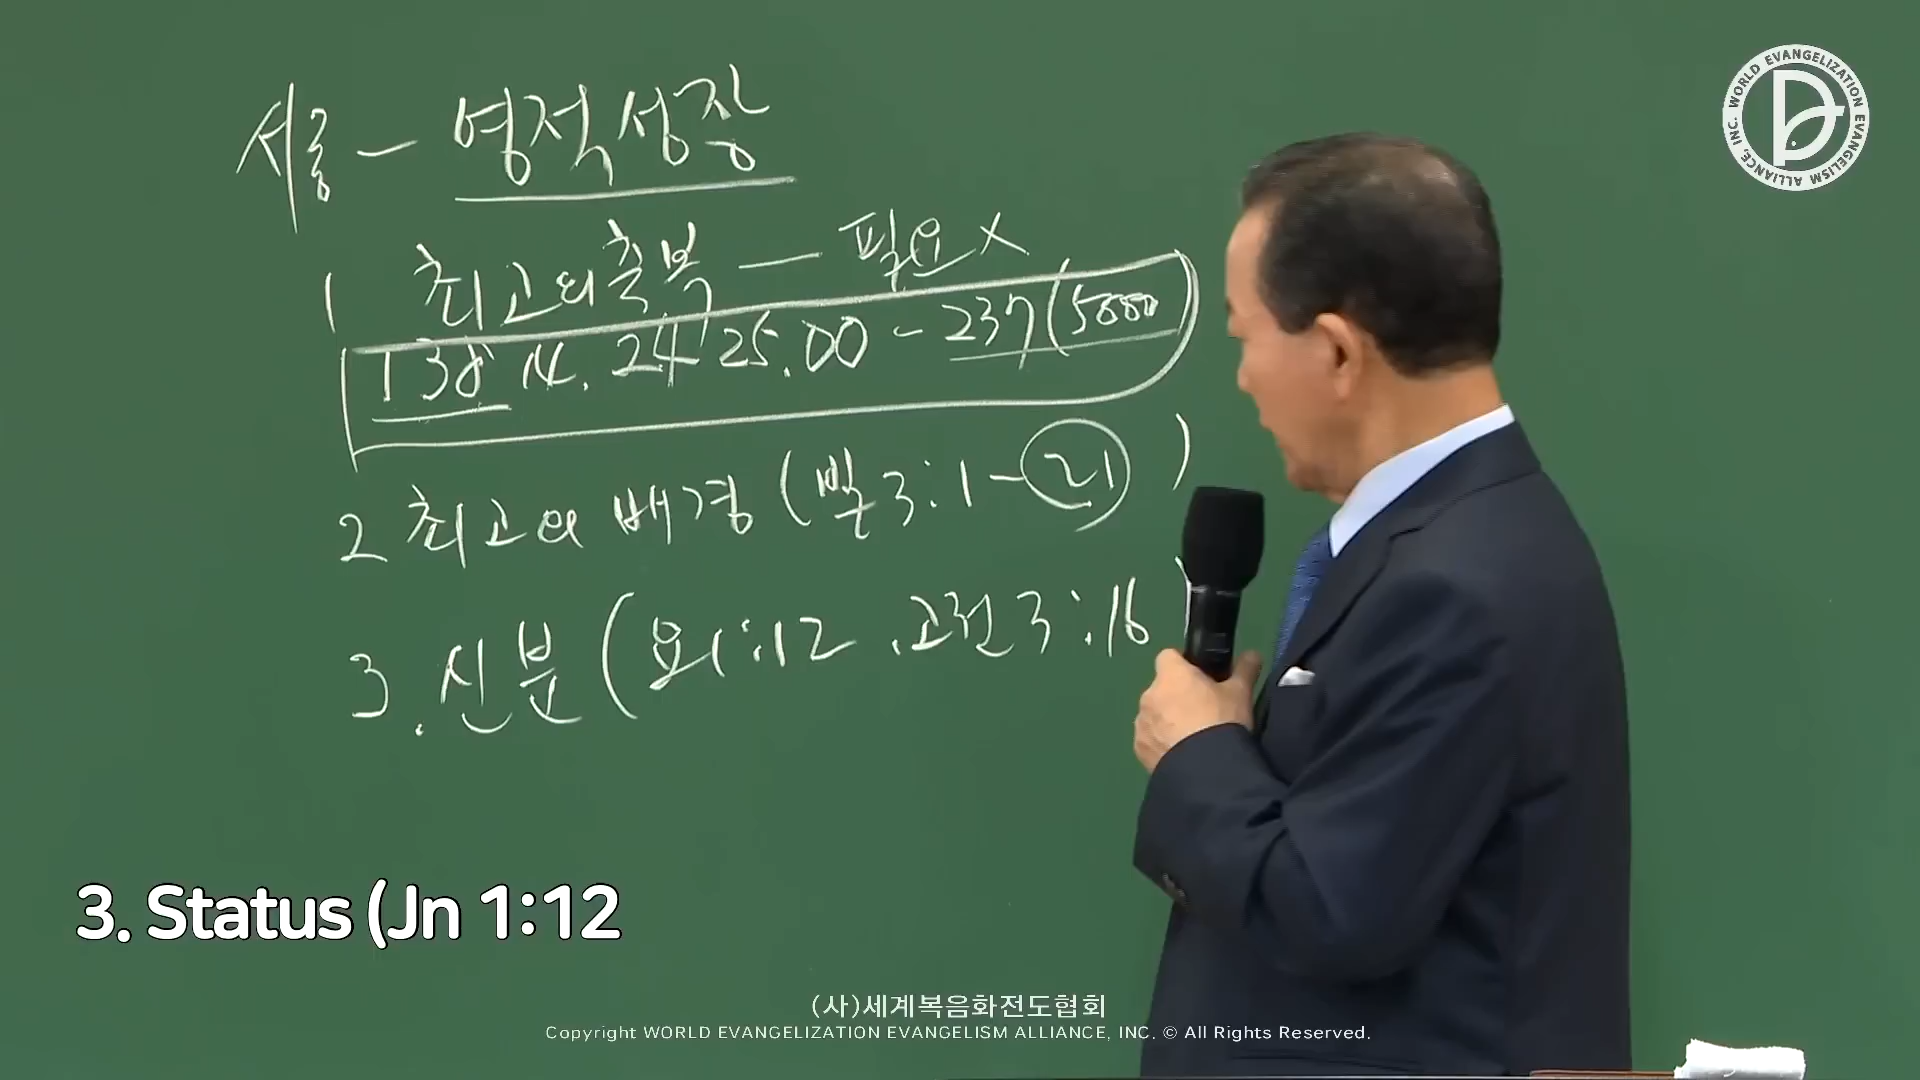 서론 - 영적성장
1 최고의축복 - 필요 X
138 14. 24 25.00 - 237 (5000)
2 최고의 배경 (빌 3:1-21)
3. 신분 (요1:12 . 고전 3:16)
3. Status (Jn 1:12
(사)세계복음화전도협회
Copyright WORLD EVANGELIZATION EVANGELISM ALLIANCE, INC. © All Rights Reserved.
WORLD EVANGELIZATION EVANGELISM ALLIANCE, INC.